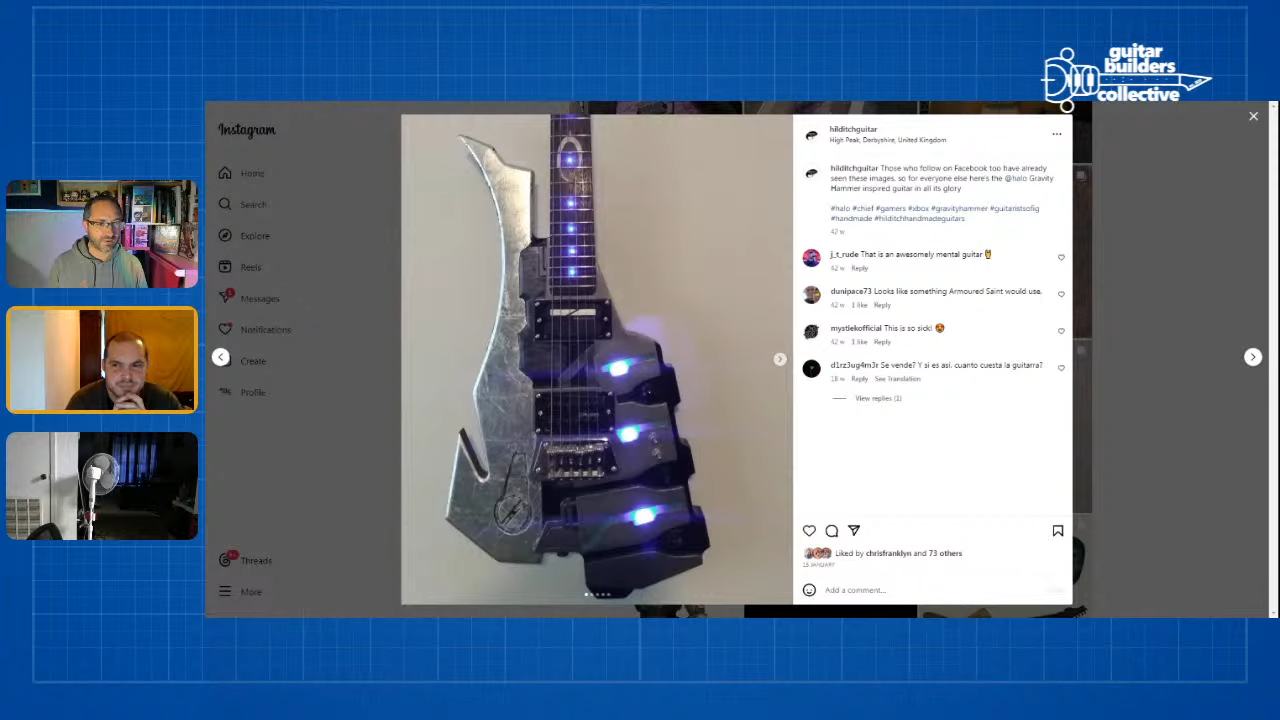 guitar
builders
collective
Instagram
Home
Search
Explore
Reels
Messages
Notifications
Create
Profile
Threads
More
hilditchguitar
High Peak, Derbyshire, United Kingdom
hilditchguitar Those who follow on Facebook too have already
seen these images, so for everyone else here's the @halo Gravity
Hammer inspired guitar in all its glory
#halo #chief #gamers #xbox #gravityhammer #guitaristsofig
#handmade #hilditchhandmadeguitars
42 w
j_t_rude That is an awesomely mental guitar
42 w Reply
dunipace73 Looks like something Armoured Saint would use,
42 w 1 like Reply
mystiekofficial This is so sick!
42 w 1 like Reply
d1rz3ug4m3r Se vende? Y si es asi, cuanto cuesta la guitarra?
18 w Reply See Translation
View replies (1)
Liked by chrisfranklyn and 73 others
15 JANUARY
Add a comment...